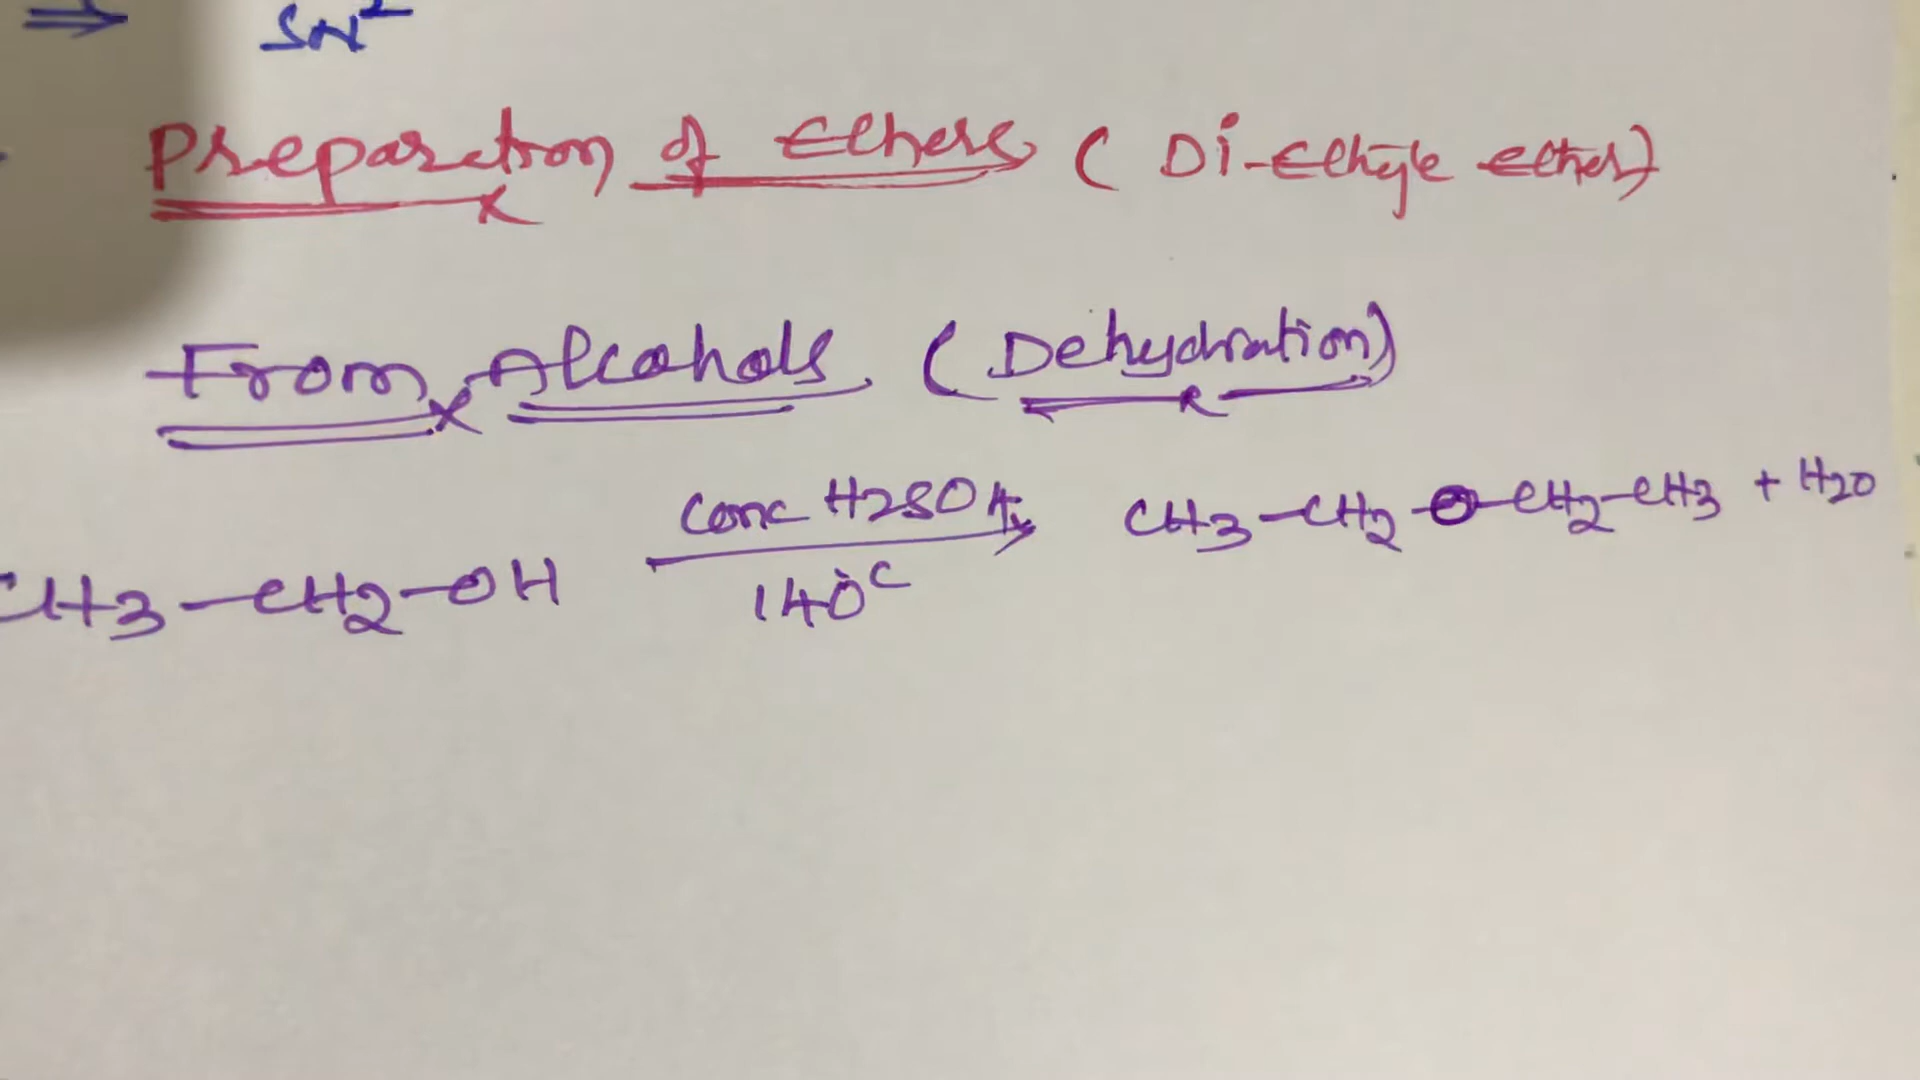 ⇒ SN²
Preparation of Ethers (Di-Ethyle ether)
From Alcohols (Dehydration)
CH3-CH2-OH conc H2SO4 140°C → CH3-CH2-O-CH2-CH3 + H2O